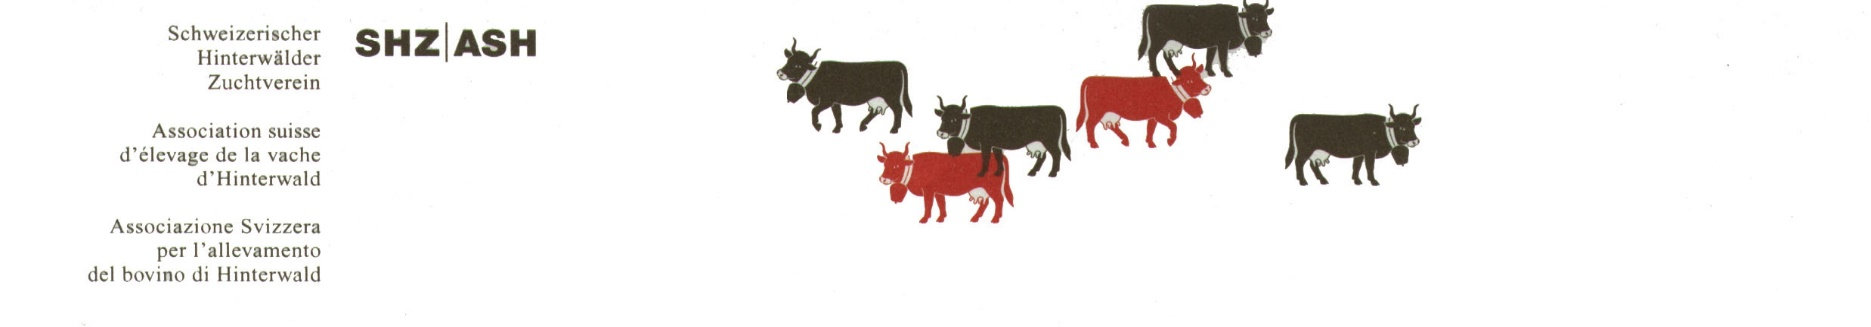 Schweizerischer
Hinterwälder
Zuchtverein
SHZ|ASH
Association suisse
d'élevage de la vache
d'Hinterwald
Associazione Svizzera
per l'allevamento
del bovino di Hinterwald